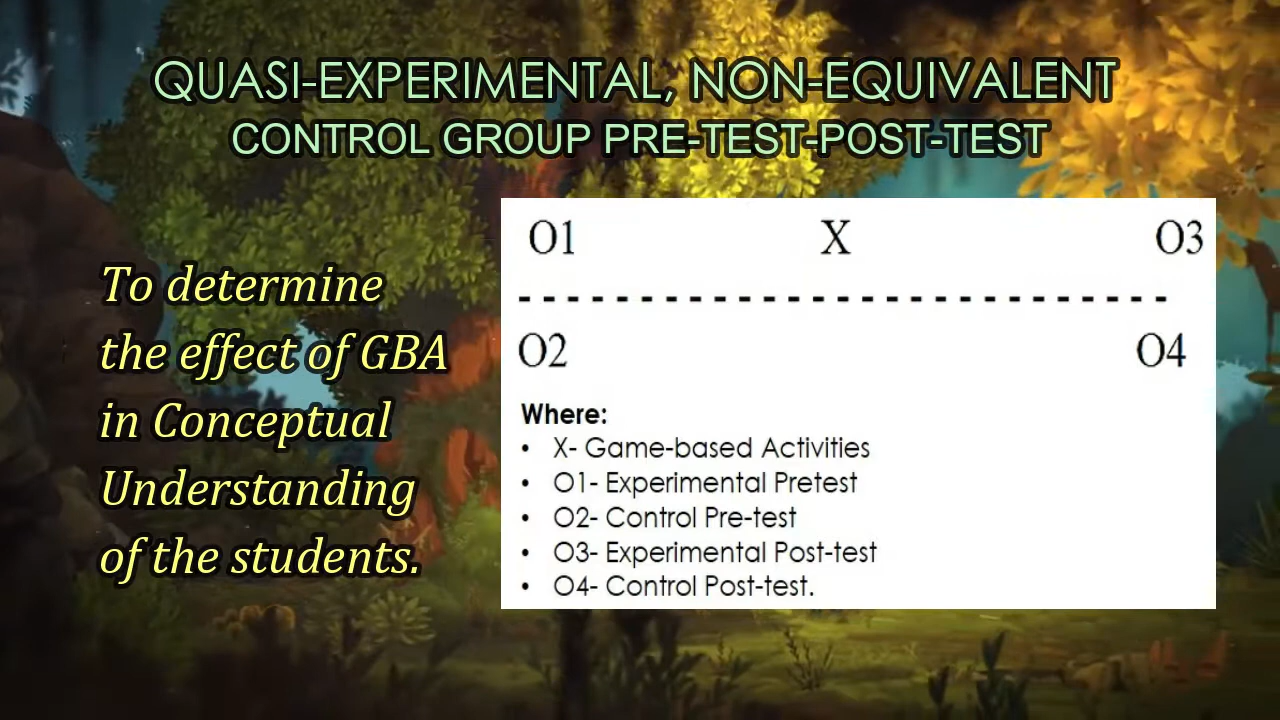 QUASI-EXPERIMENTAL, NON-EQUIVALENT
CONTROL GROUP PRE-TEST-POST-TEST
To determine
the effect of GBA
in Conceptual
Understanding
of the students.
O1 X O3
- - - - - - - - - - - - - - - - - - - - - - - - - - -
O2 O4
Where:
• X- Game-based Activities
• O1- Experimental Pretest
• O2- Control Pre-test
• O3- Experimental Post-test
• O4- Control Post-test.